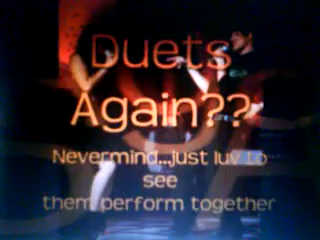 Duets
Again??
Nevermind...just luv to
see
them perform together